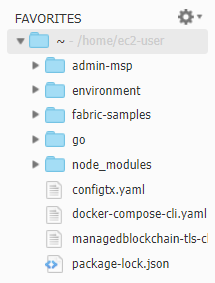 FAVORITES
~ - /home/ec2-user
admin-msp
environment
fabric-samples
go
node_modules
configtx.yaml
docker-compose-cli.yaml
managedblockchain-tls-c
package-lock.json